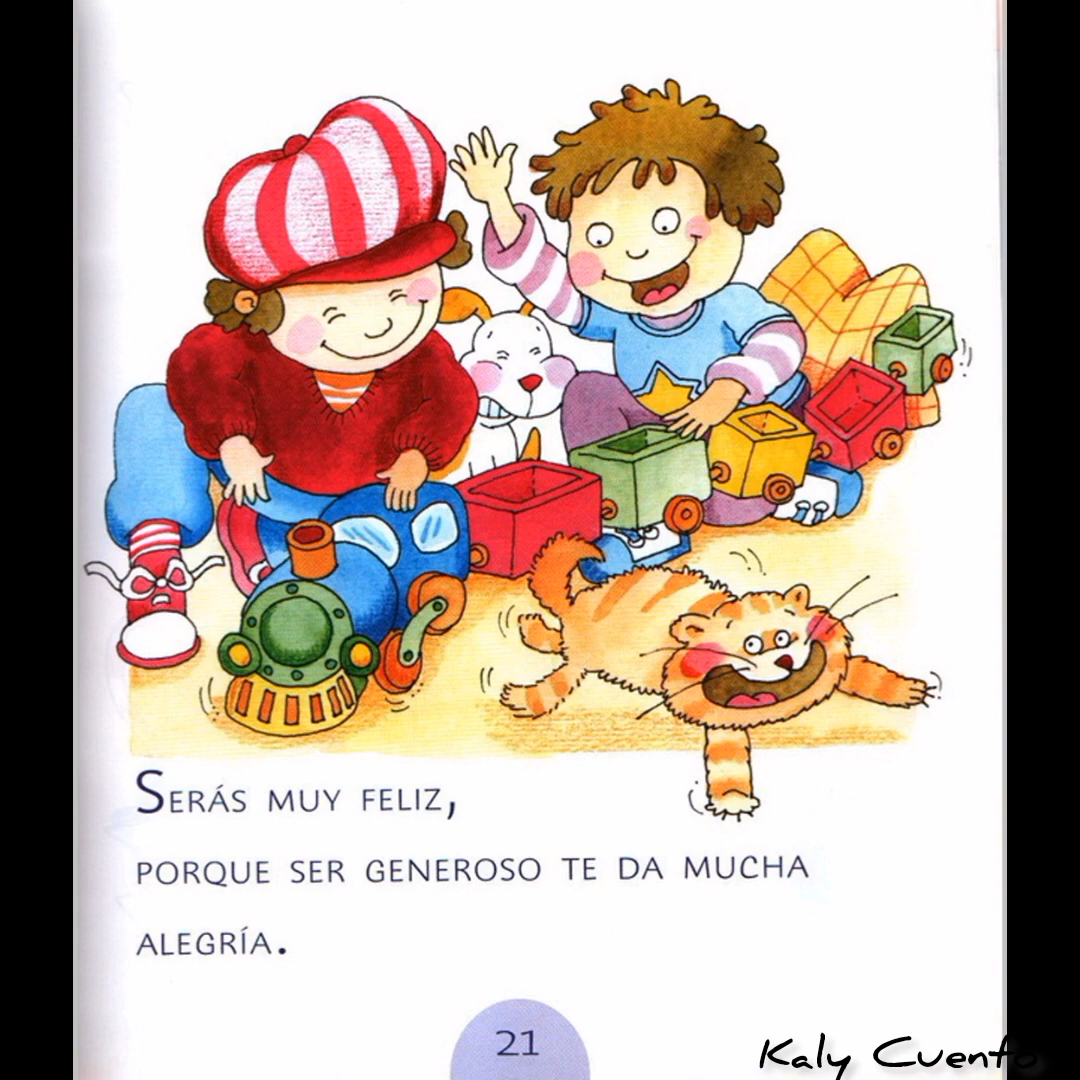 SERÁS MUY FELIZ,
PORQUE SER GENEROSO TE DA MUCHA
ALEGRÍA.
21
Kaly Cuento